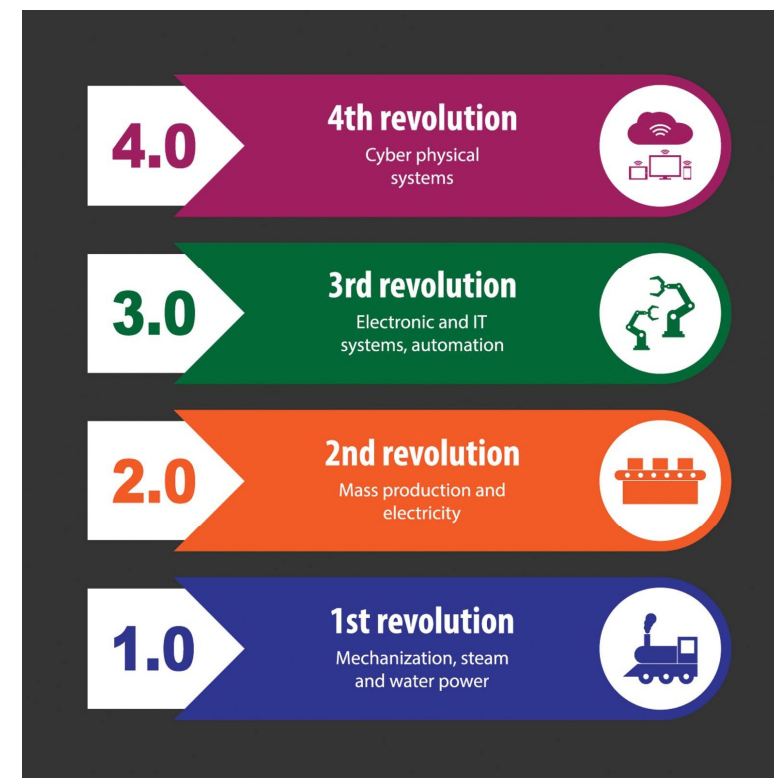 4.0
4th revolution
Cyber physical
systems
3.0
3rd revolution
Electronic and IT
systems, automation
2.0
2nd revolution
Mass production and
electricity
1.0
1st revolution
Mechanization, steam
and water power